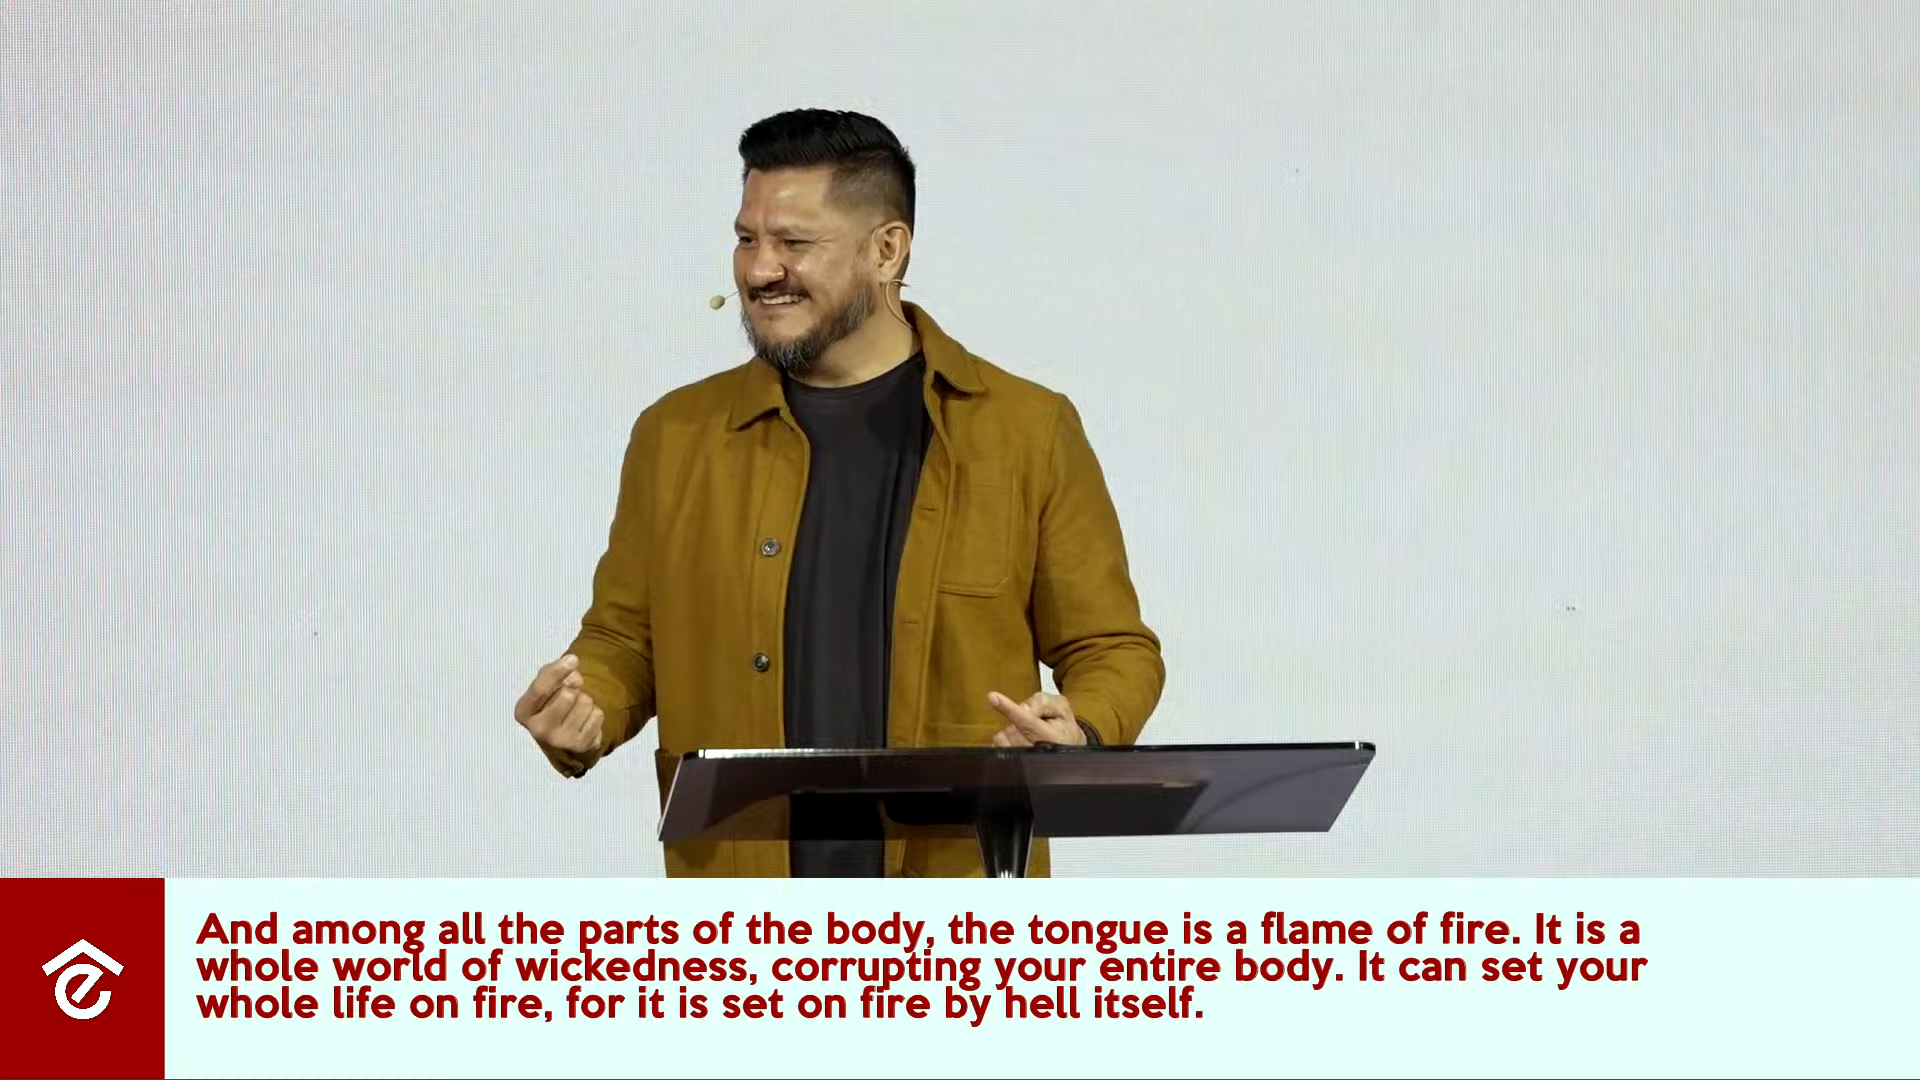 And among all the parts of the body, the tongue is a flame of fire. It is a
whole world of wickedness, corrupting your entire body. It can set your
whole life on fire, for it is set on fire by hell itself.